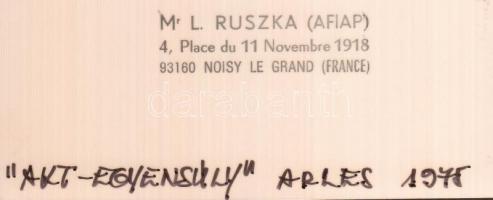 Mr L. RUSZKA (AFIAP)
4, Place du 11 Novembre 1918
93160 NOISY LE GRAND (FRANCE)
darabanth
"AKT-EGYENSÚLY" ARLES 1975